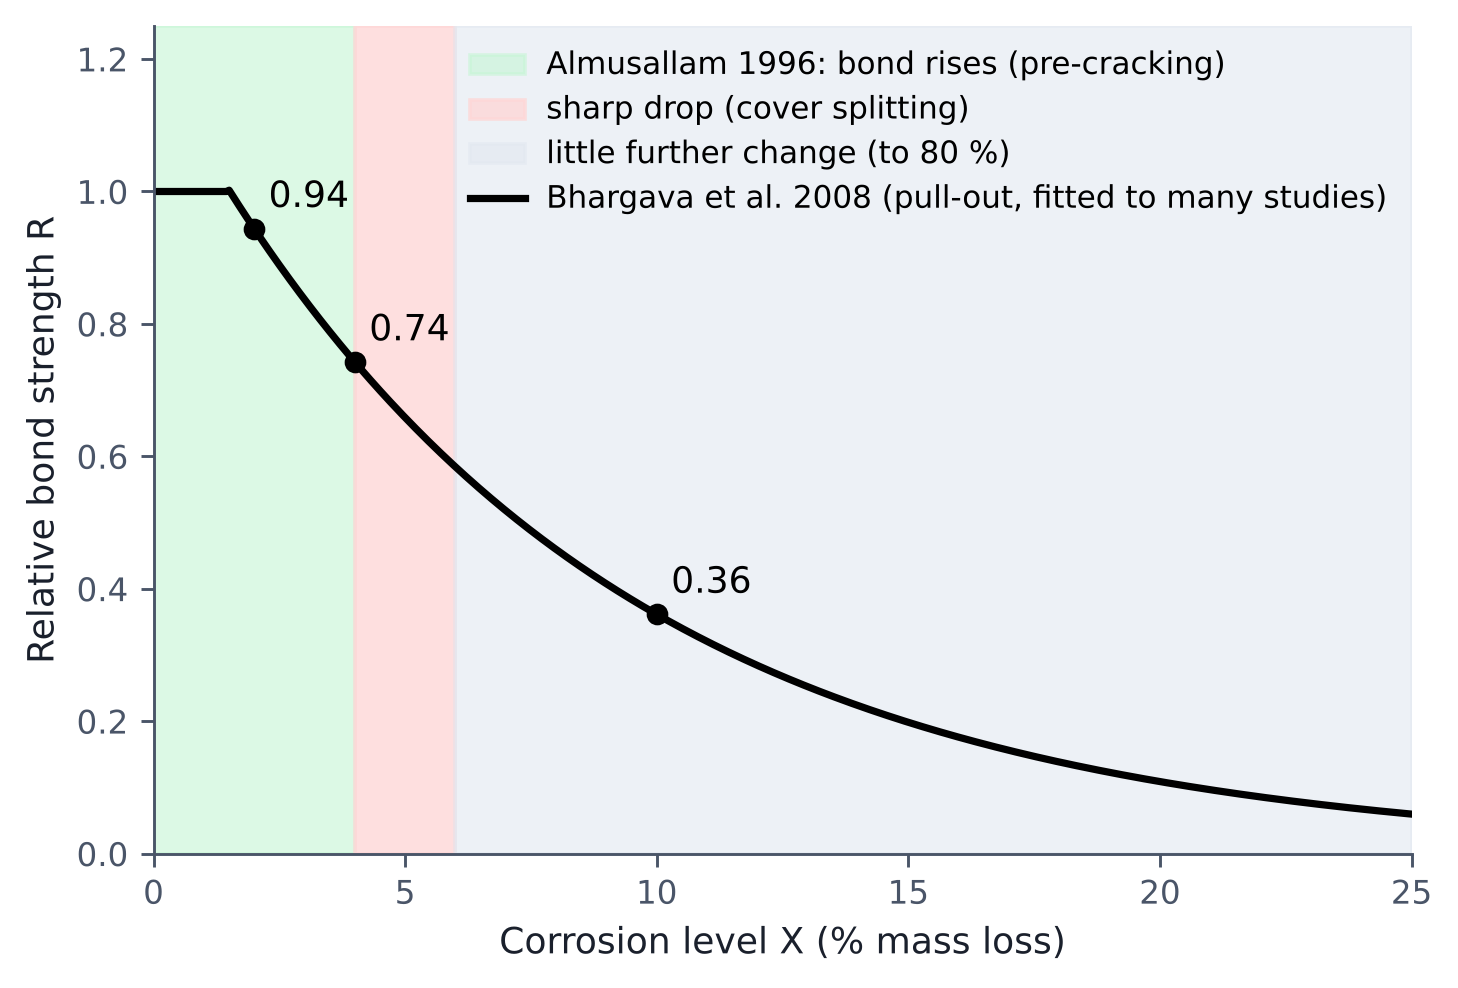 Almusallam 1996: bond rises (pre-cracking)
sharp drop (cover splitting)
little further change (to 80 %)
Bhargava et al. 2008 (pull-out, fitted to many studies)
Relative bond strength R
1.2
1.0
0.8
0.6
0.4
0.2
0.0
0.94
0.74
0.36
0
5
10
15
20
25
Corrosion level X (% mass loss)